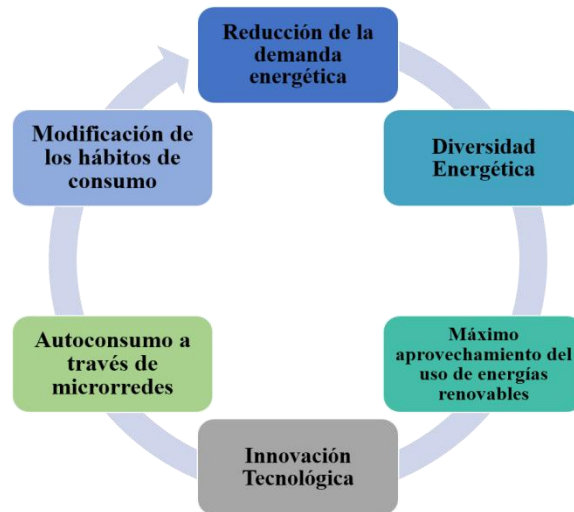 Reducción de la
demanda
energética
Diversidad
Energética
Máximo
aprovechamiento del
uso de energías
renovables
Innovación
Tecnológica
Autoconsumo a
través de
microrredes
Modificación de
los hábitos de
consumo